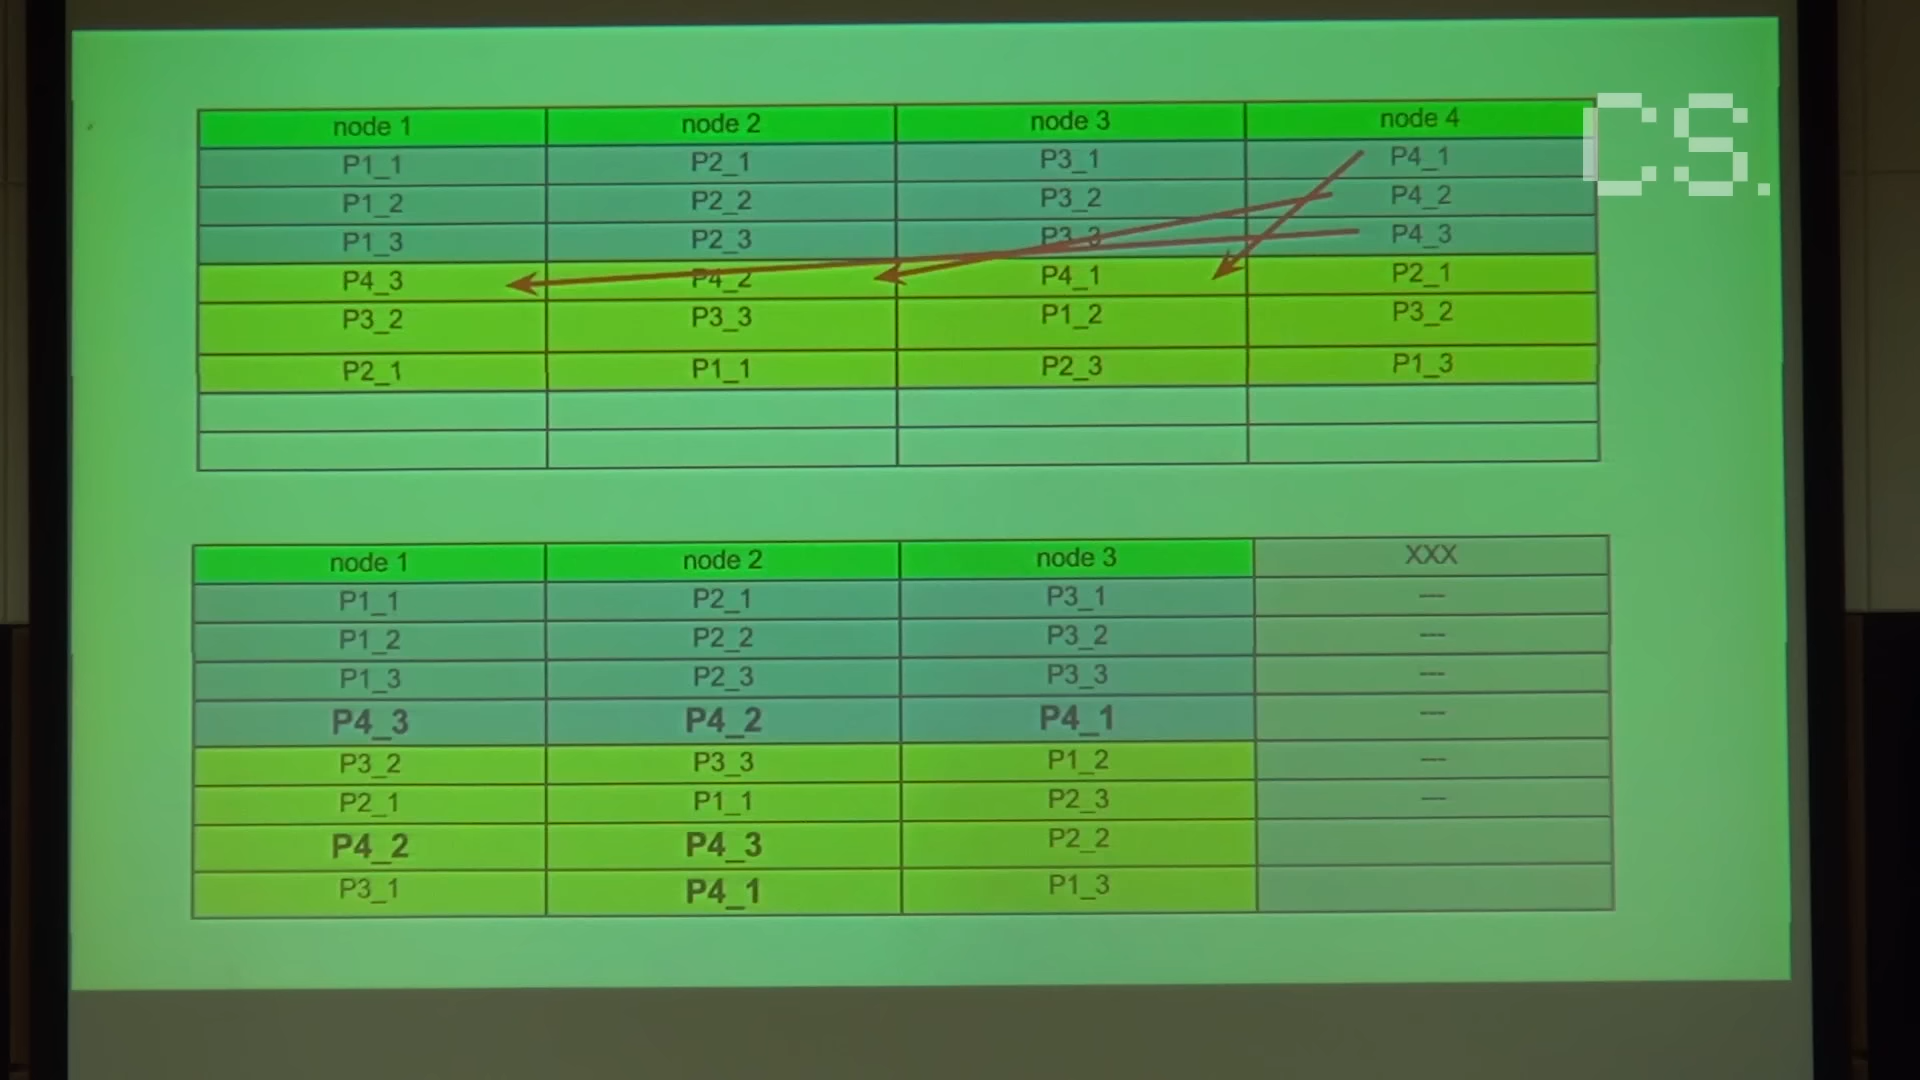 CS.
node 1 node 2 node 3 node 4
P1_1 P2_1 P3_1 P4_1
P1_2 P2_2 P3_2 P4_2
P1_3 P2_3 P3_3 P4_3
P4_3 P4_2 P4_1 P2_1
P3_2 P3_3 P1_2 P3_2
P2_1 P1_1 P2_3 P1_3
node 1 node 2 node 3 XXX
P1_1 P2_1 P3_1 ---
P1_2 P2_2 P3_2 ---
P1_3 P2_3 P3_3 ---
P4_3 P4_2 P4_1 ---
P3_2 P3_3 P1_2 ---
P2_1 P1_1 P2_3 ---
P4_2 P4_3 P2_2
P3_1 P4_1 P1_3